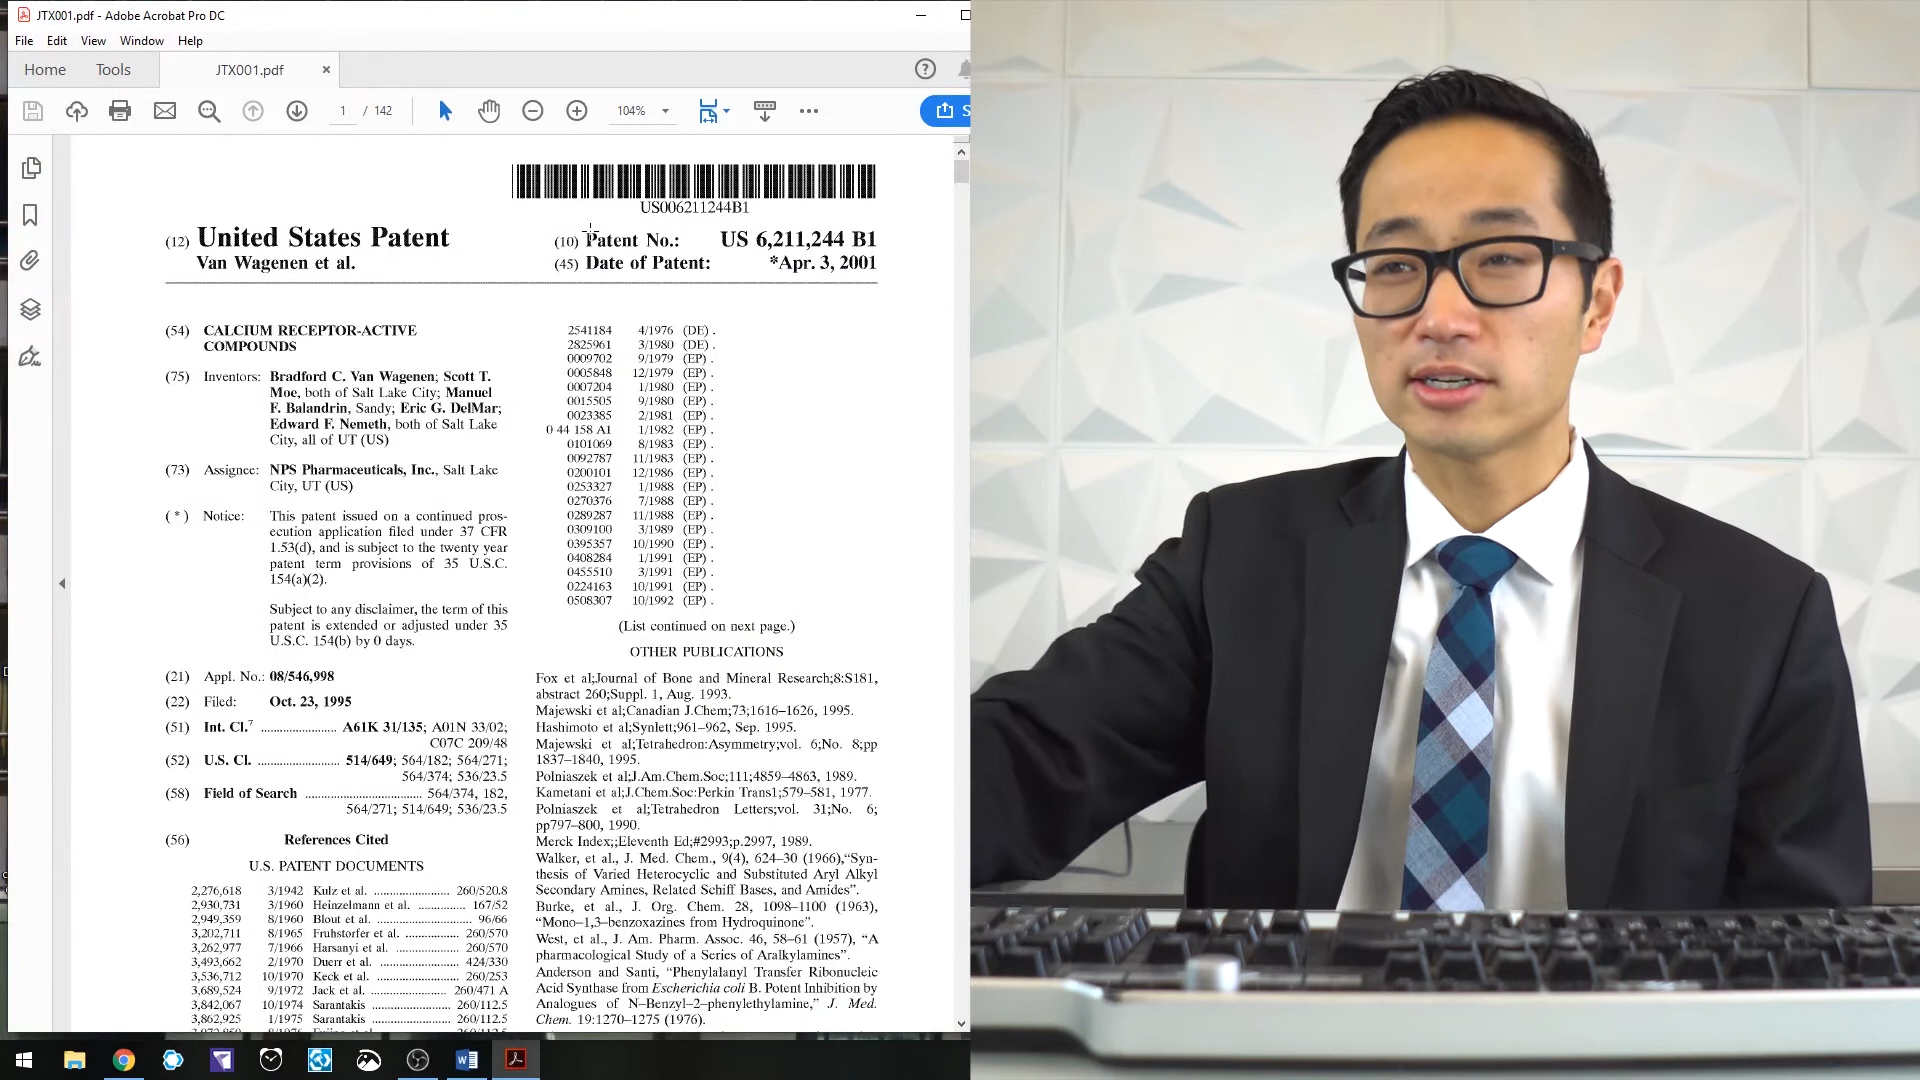 JTX001.pdf - Adobe Acrobat Pro DC
File Edit View Window Help
Home Tools JTX001.pdf
1 / 142 104%
US006211244B1
(12) United States Patent
Van Wagenen et al.
(10) Patent No.: US 6,211,244 B1
(45) Date of Patent: *Apr. 3, 2001
(54) CALCIUM RECEPTOR-ACTIVE
COMPOUNDS
(75) Inventors: Bradford C. Van Wagenen; Scott T.
Moe, both of Salt Lake City; Manuel
F. Balandrin, Sandy; Eric G. DelMar;
Edward F. Nemeth, both of Salt Lake
City, all of UT (US)
(73) Assignee: NPS Pharmaceuticals, Inc., Salt Lake
City, UT (US)
(*) Notice: This patent issued on a continued pros-
ecution application filed under 37 CFR
1.53(d), and is subject to the twenty year
patent term provisions of 35 U.S.C.
154(a)(2).
Subject to any disclaimer, the term of this
patent is extended or adjusted under 35
U.S.C. 154(b) by 0 days.
(21) Appl. No.: 08/546,998
(22) Filed: Oct. 23, 1995
(51) Int. Cl.7 ........................ A61K 31/135; A01N 33/02;
C07C 209/48
(52) U.S. Cl. .......................... 514/649; 564/182; 564/271;
564/374; 536/23.5
(58) Field of Search .................................... 564/374, 182,
564/271; 514/649; 536/23.5
(56) References Cited
U.S. PATENT DOCUMENTS
2,276,618 3/1942 Kulz et al. ........................ 260/520.8
2,930,731 3/1960 Heinzelmann et al. ................ 167/52
2,949,359 8/1960 Blout et al. .............................. 96/66
3,202,711 8/1965 Fruhstorfer et al. ................. 260/570
3,262,977 7/1966 Harsanyi et al. ..................... 260/570
3,493,662 2/1970 Duerr et al. .......................... 424/330
3,536,712 10/1970 Keck et al. ........................... 260/253
3,689,524 9/1972 Jack et al. ......................... 260/471 A
3,842,067 10/1974 Sarantakis ......................... 260/112.5
3,862,925 1/1975 Sarantakis ......................... 260/112.5
2541184 4/1976 (DE) .
2825961 3/1980 (DE) .
0009702 9/1979 (EP) .
0005848 12/1979 (EP) .
0007204 1/1980 (EP) .
0015505 9/1980 (EP) .
0023385 2/1981 (EP) .
0 44 158 A1 1/1982 (EP) .
0101069 8/1983 (EP) .
0092787 11/1983 (EP) .
0200101 12/1986 (EP) .
0253327 1/1988 (EP) .
0270376 7/1988 (EP) .
0289287 11/1988 (EP) .
0309100 3/1989 (EP) .
0395357 10/1990 (EP) .
0408284 1/1991 (EP) .
0455510 3/1991 (EP) .
0224163 10/1991 (EP) .
0508307 10/1992 (EP) .
(List continued on next page.)
OTHER PUBLICATIONS
Fox et al;Journal of Bone and Mineral Research;8:S181,
abstract 260;Suppl. 1, Aug. 1993.
Majewski et al;Canadian J.Chem;73;1616–1626, 1995.
Hashimoto et al;Synlett;961–962, Sep. 1995.
Majewski et al;Tetrahedron:Asymmetry;vol. 6;No. 8;pp
1837–1840, 1995.
Polniaszek et al;J.Am.Chem.Soc;111;4859–4863, 1989.
Kametani et al;J.Chem.Soc:Perkin Trans1;579–581, 1977.
Polniaszek et al;Tetrahedron Letters;vol. 31;No. 6;
pp797–800, 1990.
Merck Index;;Eleventh Ed;#2993;p.2997, 1989.
Walker, et al., J. Med. Chem., 9(4), 624–30 (1966),“Syn-
thesis of Varied Heterocyclic and Substituted Aryl Alkyl
Secondary Amines, Related Schiff Bases, and Amides”.
Burke, et al., J. Org. Chem. 28, 1098–1100 (1963),
“Mono–1,3–benzoxazines from Hydroquinone”.
West, et al., J. Am. Pharm. Assoc. 46, 58–61 (1957), “A
pharmacological Study of a Series of Aralkylamines”.
Anderson and Santi, “Phenylalanyl Transfer Ribonucleic
Acid Synthase from Escherichia coli B. Potent Inhibition by
Analogues of N–Benzyl–2–phenylethylamine,” J. Med.
Chem. 19:1270–1275 (1976).